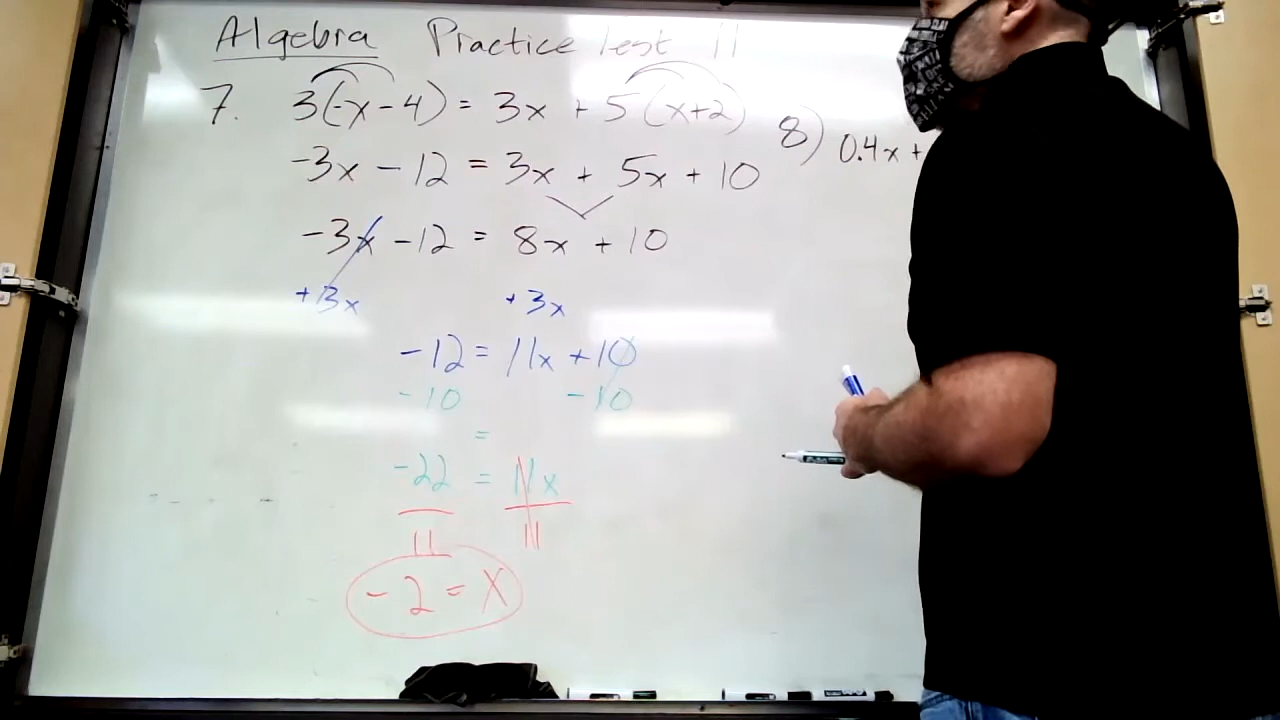 Algebra Practice Test 11
7. 3(-x-4) = 3x + 5(x+2)
-3x - 12 = 3x + 5x + 10
-3x - 12 = 8x + 10
+3x +3x
-12 = 11x + 10
-10 -10
=
-22 = 11x
11 11
-2 = x
8) 0.4x +